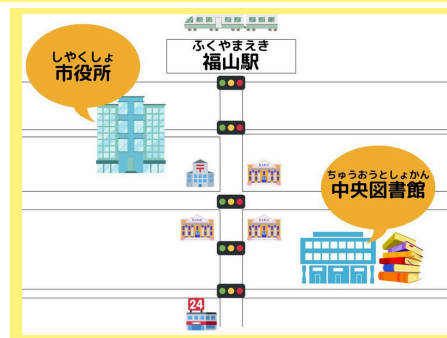 ふくやまえき
福山駅
しやくしょ
市役所
ちゅうおうとしょかん
中央図書館
〒
24